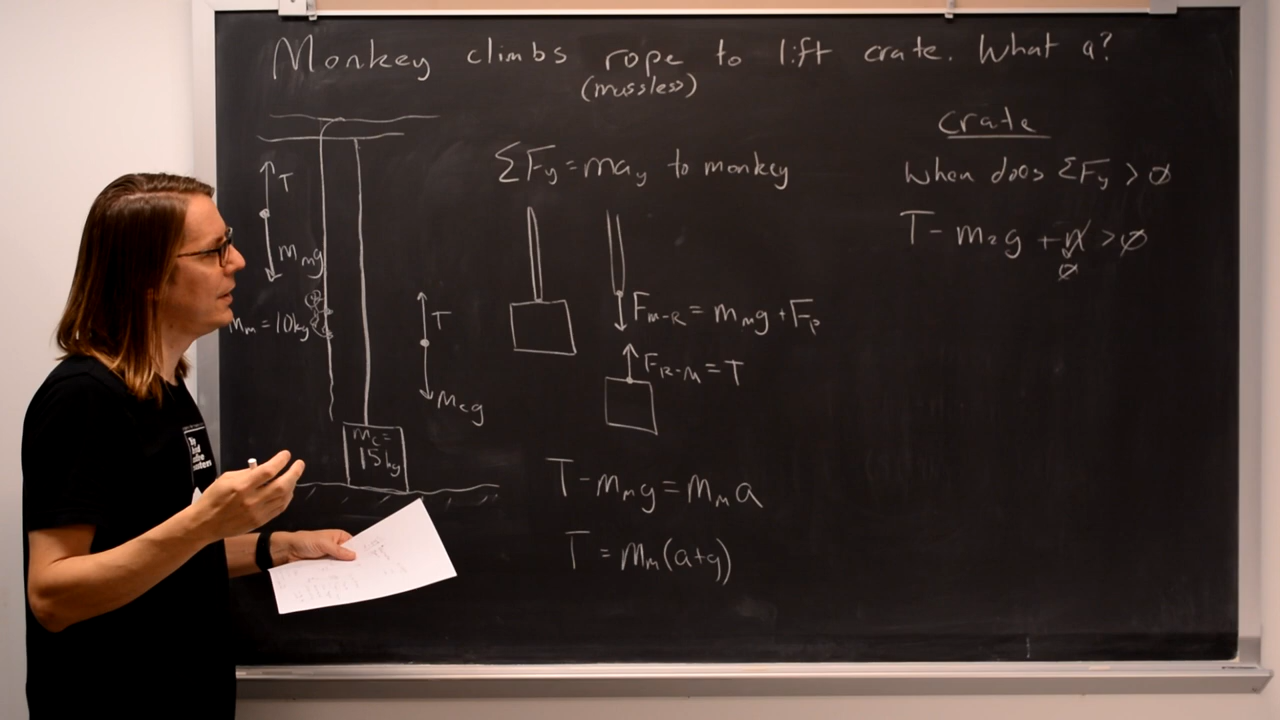 Monkey climbs rope to lift crate. What a?
(massless)
T
Mmg
Mm = 10kg
T
Mcg
Mc =
15kg
ΣFy = may to monkey
FM-R = mmg + Fp
FR-M = T
T - mmg = mma
T = mm(a+g)
Crate
When does ΣFy > ∅
T - m2g + n > ∅
∅